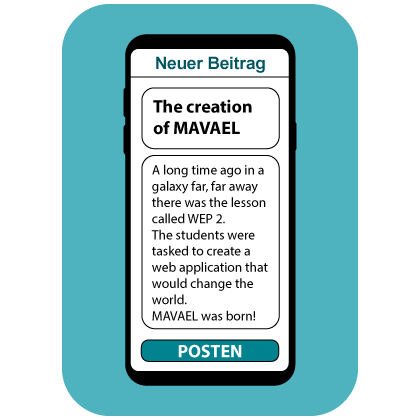 Neuer Beitrag
The creation
of MAVAEL
A long time ago in a
galaxy far, far away
there was the lesson
called WEP 2.
The students were
tasked to create a
web application that
would change the
world.
MAVAEL was born!
POSTEN